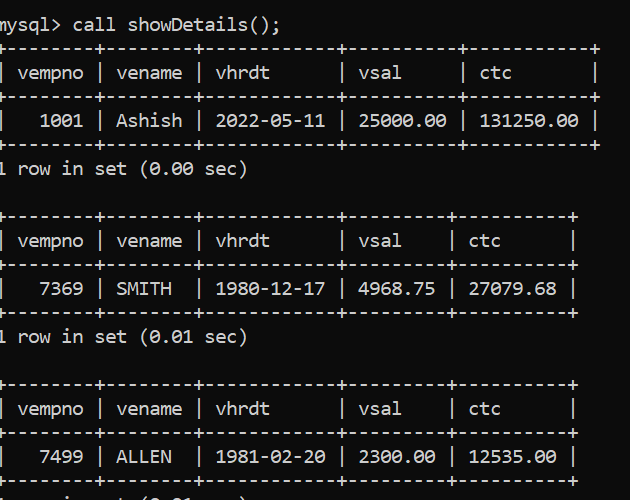 mysql> call showDetails();
+--------+--------+------------+----------+-----------+
| vempno | vename | vhrdt      | vsal     | ctc       |
+--------+--------+------------+----------+-----------+
|   1001 | Ashish | 2022-05-11 | 25000.00 | 131250.00 |
+--------+--------+------------+----------+-----------+
1 row in set (0.00 sec)

+--------+--------+------------+---------+----------+
| vempno | vename | vhrdt      | vsal    | ctc      |
+--------+--------+------------+---------+----------+
|   7369 | SMITH  | 1980-12-17 | 4968.75 | 27079.68 |
+--------+--------+------------+---------+----------+
1 row in set (0.01 sec)

+--------+--------+------------+---------+----------+
| vempno | vename | vhrdt      | vsal    | ctc      |
+--------+--------+------------+---------+----------+
|   7499 | ALLEN  | 1981-02-20 | 2300.00 | 12535.00 |
+--------+--------+------------+---------+----------+